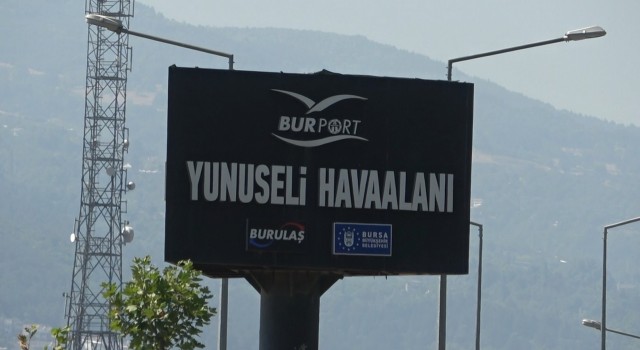 BURPORT
YUNUSELi HAVAALANI
BURULAŞ
BURSA
BÜYÜKŞEHİR
BELEDİYESİ